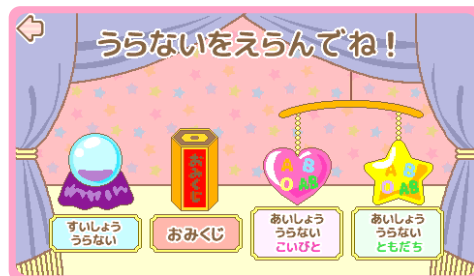 うらないをえらんでね！
おみくじ
A B
O AB
A B
O AB
すいしょう
うらない
おみくじ
あいしょう
うらない
こいびと
あいしょう
うらない
ともだち